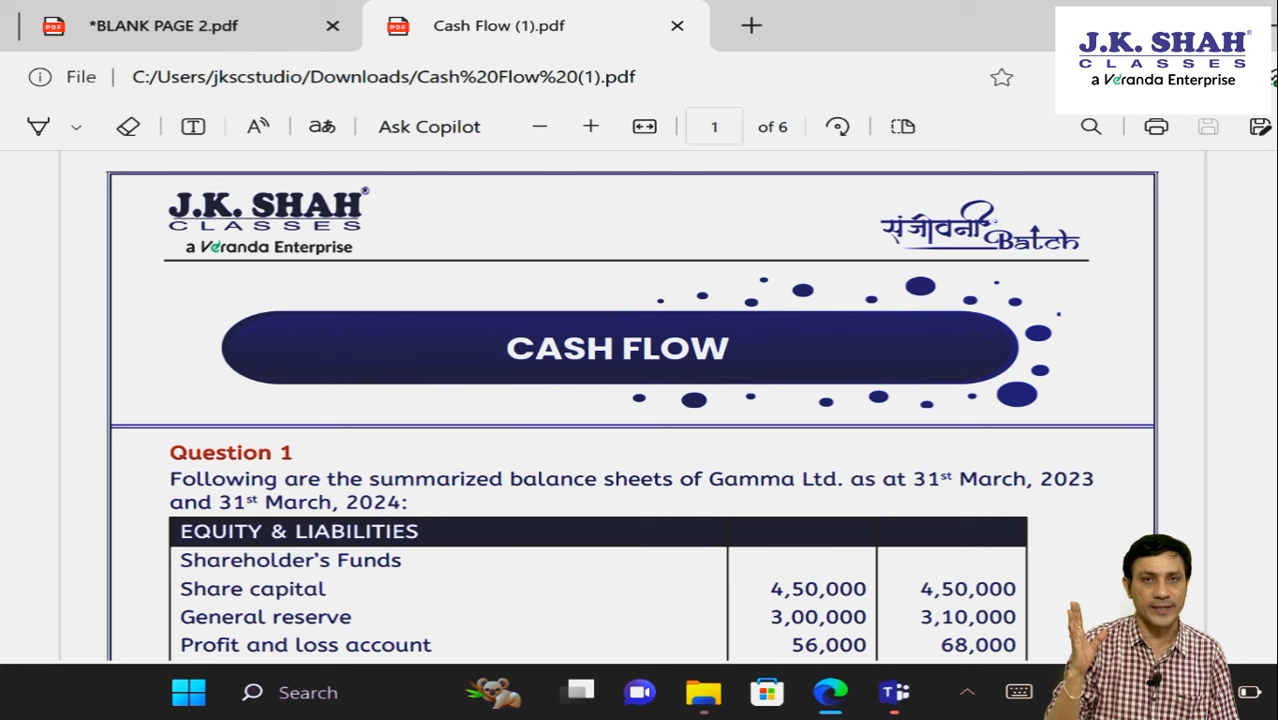 *BLANK PAGE 2.pdf
Cash Flow (1).pdf
J.K. SHAH®
CLASSES
a Veranda Enterprise
File
C:/Users/jkscstudio/Downloads/Cash%20Flow%20(1).pdf
Ask Copilot
1 of 6
J.K. SHAH®
CLASSES
a Veranda Enterprise
संजीवनी Batch
CASH FLOW
Question 1
Following are the summarized balance sheets of Gamma Ltd. as at 31st March, 2023
and 31st March, 2024:
EQUITY & LIABILITIES
Shareholder's Funds
Share capital 4,50,000 4,50,000
General reserve 3,00,000 3,10,000
Profit and loss account 56,000 68,000
Search